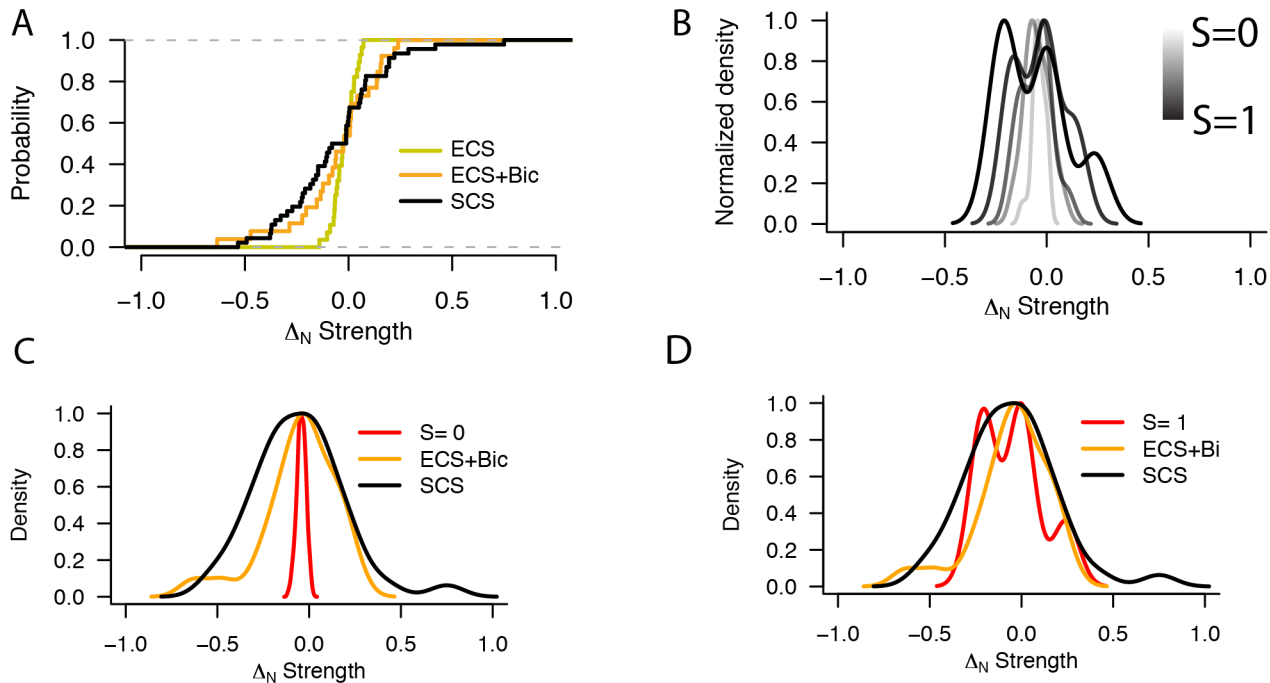 A
Probability
1.0
0.8
0.6
0.4
0.2
0.0
ECS
ECS+Bic
SCS
−1.0 −0.5 0.0 0.5 1.0
ΔN Strength
B
Normalized density
1.0
0.8
0.6
0.4
0.2
0.0
S=0
S=1
−1.0 −0.5 0.0 0.5 1.0
ΔN Strength
C
Density
1.0
0.8
0.6
0.4
0.2
0.0
S= 0
ECS+Bic
SCS
−1.0 −0.5 0.0 0.5 1.0
ΔN Strength
D
Density
1.0
0.8
0.6
0.4
0.2
0.0
S= 1
ECS+Bi
SCS
−1.0 −0.5 0.0 0.5 1.0
ΔN Strength